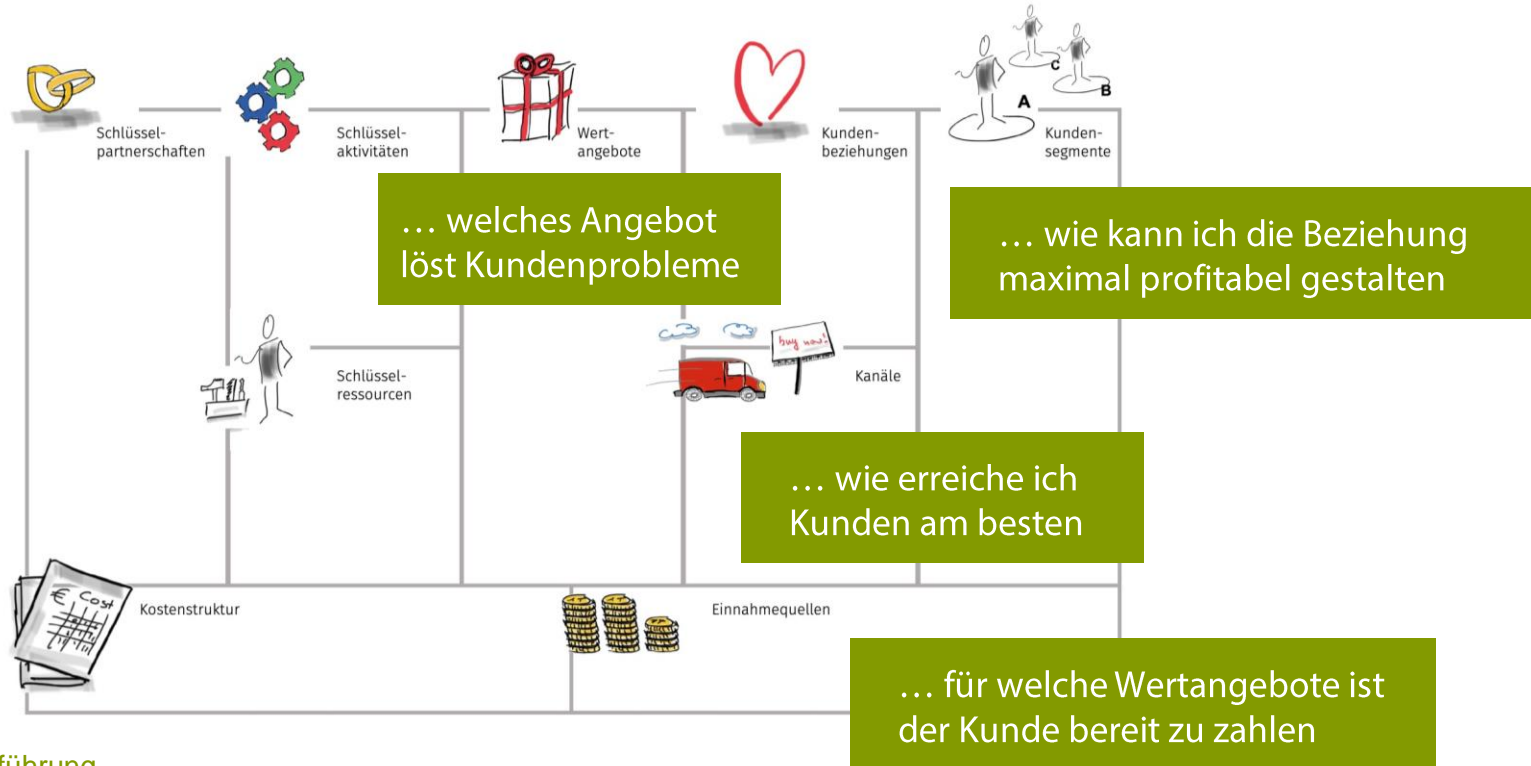 C
B
A
Schlüssel-
partnerschaften
Schlüssel-
aktivitäten
Wert-
angebote
Kunden-
beziehungen
Kunden-
segmente
… welches Angebot
löst Kundenprobleme
… wie kann ich die Beziehung
maximal profitabel gestalten
buy now!
Schlüssel-
ressourcen
Kanäle
… wie erreiche ich
Kunden am besten
€ Cost
Kostenstruktur
Einnahmequellen
… für welche Wertangebote ist
der Kunde bereit zu zahlen